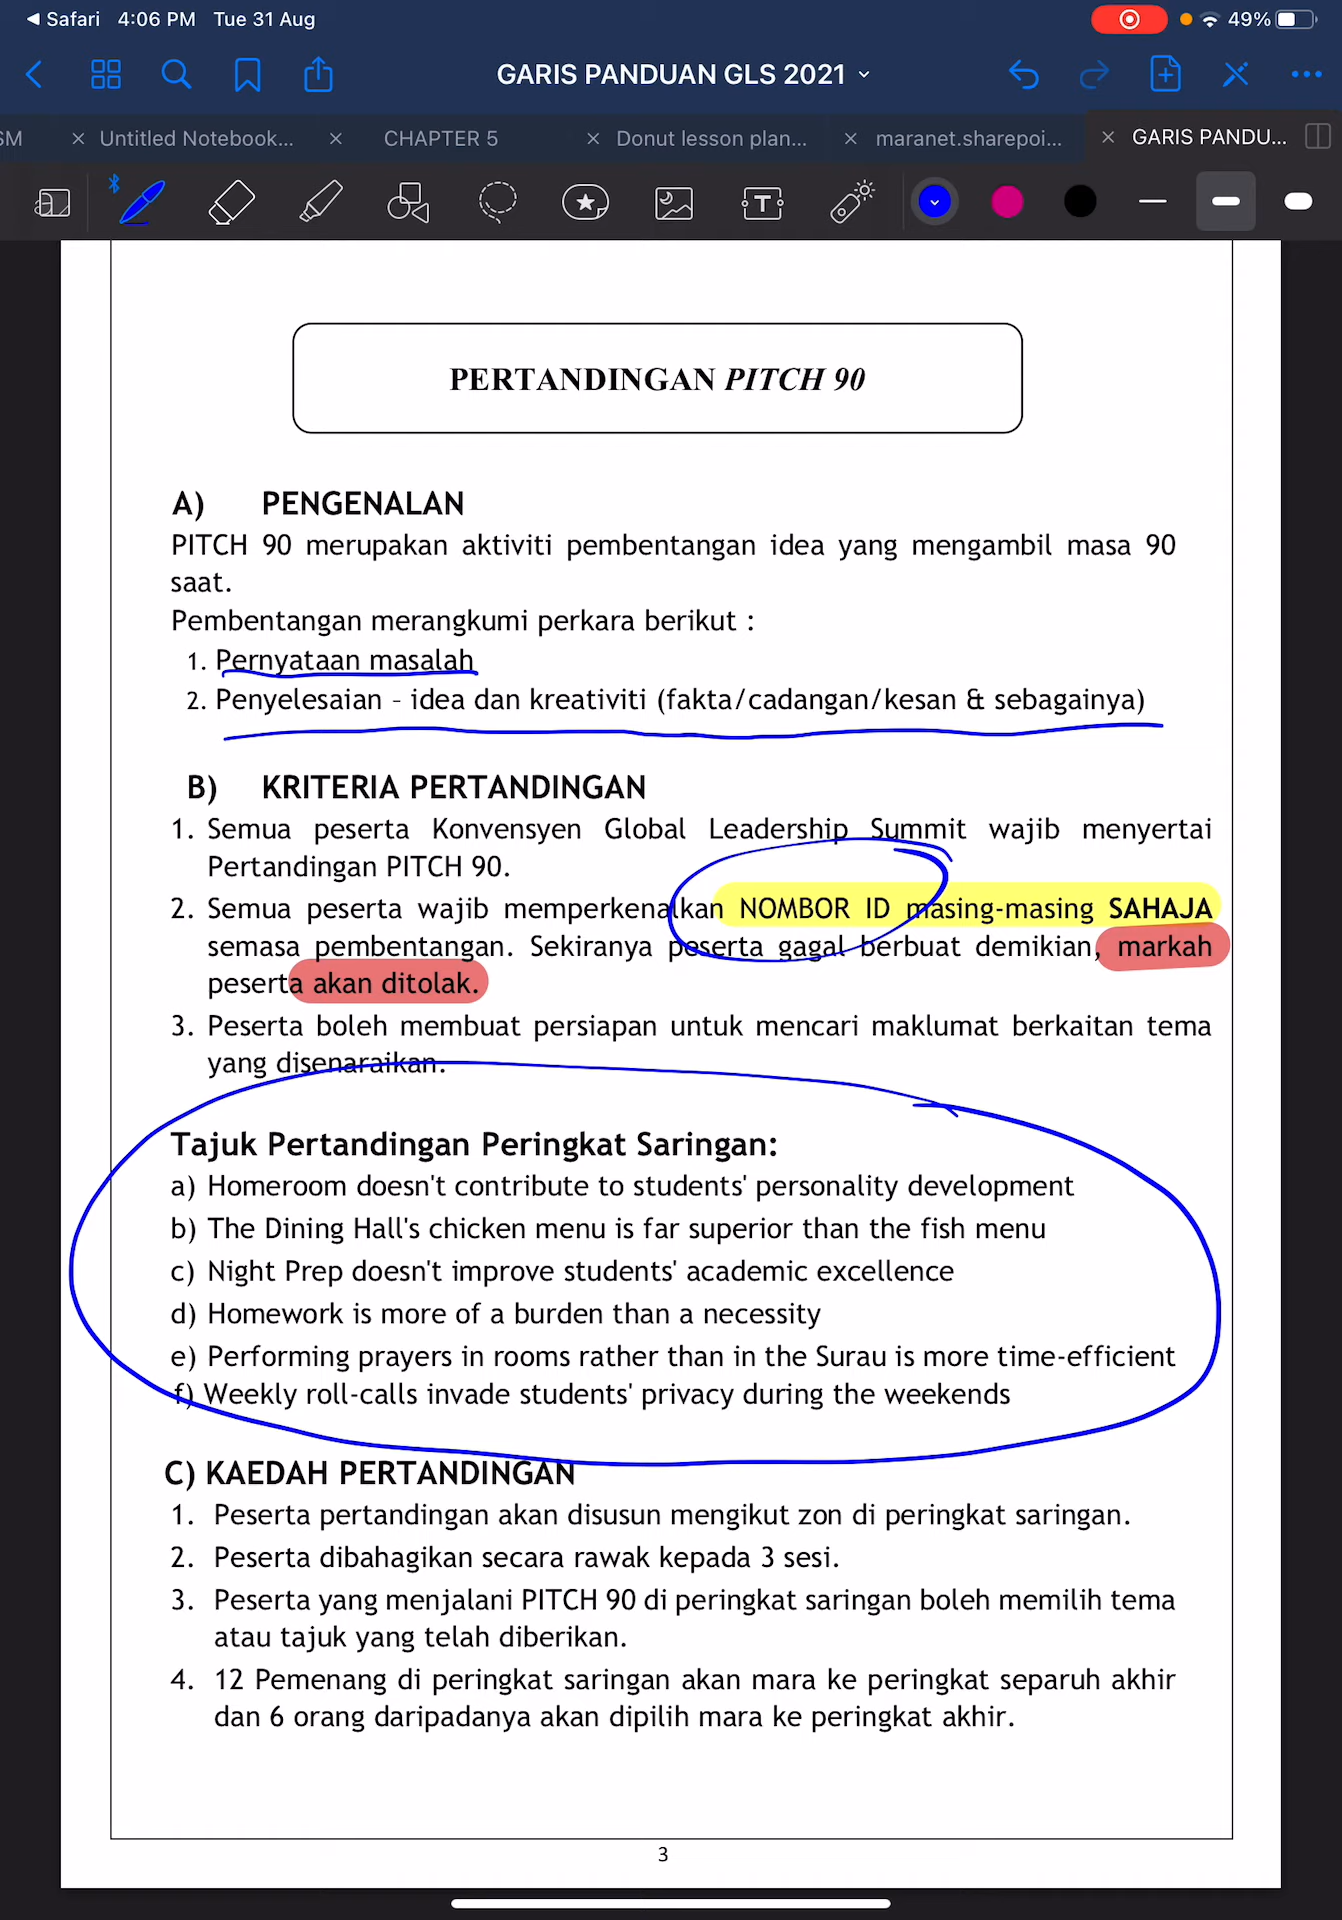 Safari 4:06 PM Tue 31 Aug 49%
GARIS PANDUAN GLS 2021
SM Untitled Notebook... CHAPTER 5 Donut lesson plan... maranet.sharepoi... GARIS PANDU...
PERTANDINGAN PITCH 90
A) PENGENALAN
PITCH 90 merupakan aktiviti pembentangan idea yang mengambil masa 90
saat.
Pembentangan merangkumi perkara berikut :
1. Pernyataan masalah
2. Penyelesaian – idea dan kreativiti (fakta/cadangan/kesan & sebagainya)
B) KRITERIA PERTANDINGAN
1. Semua peserta Konvensyen Global Leadership Summit wajib menyertai
Pertandingan PITCH 90.
2. Semua peserta wajib memperkenalkan NOMBOR ID masing-masing SAHAJA
semasa pembentangan. Sekiranya peserta gagal berbuat demikian, markah
peserta akan ditolak.
3. Peserta boleh membuat persiapan untuk mencari maklumat berkaitan tema
yang disenaraikan.
Tajuk Pertandingan Peringkat Saringan:
a) Homeroom doesn't contribute to students' personality development
b) The Dining Hall's chicken menu is far superior than the fish menu
c) Night Prep doesn't improve students' academic excellence
d) Homework is more of a burden than a necessity
e) Performing prayers in rooms rather than in the Surau is more time-efficient
f) Weekly roll-calls invade students' privacy during the weekends
C) KAEDAH PERTANDINGAN
1. Peserta pertandingan akan disusun mengikut zon di peringkat saringan.
2. Peserta dibahagikan secara rawak kepada 3 sesi.
3. Peserta yang menjalani PITCH 90 di peringkat saringan boleh memilih tema
atau tajuk yang telah diberikan.
4. 12 Pemenang di peringkat saringan akan mara ke peringkat separuh akhir
dan 6 orang daripadanya akan dipilih mara ke peringkat akhir.
3